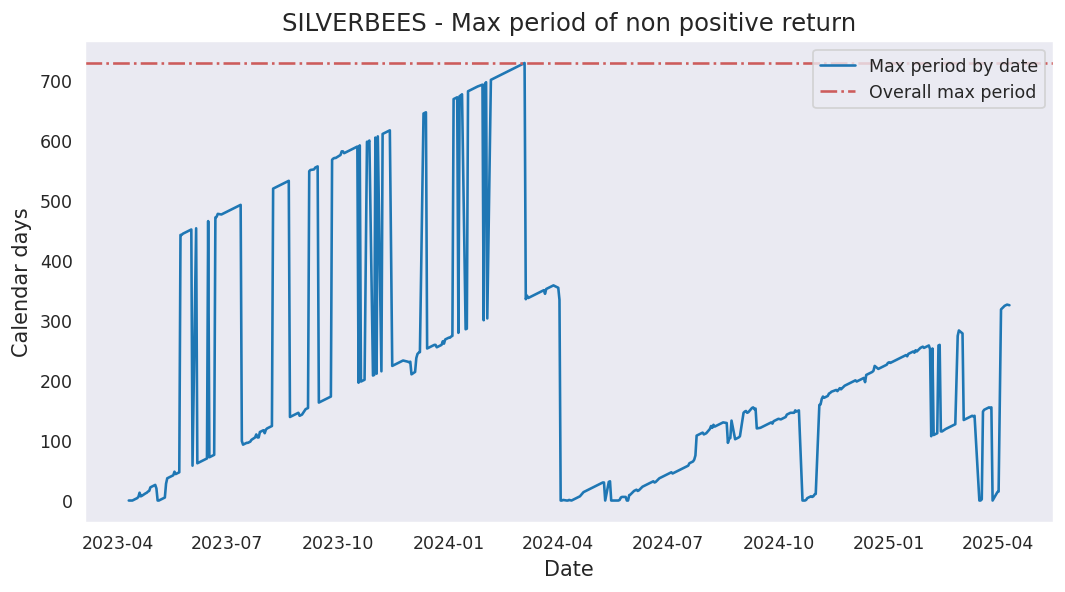 SILVERBEES - Max period of non positive return
Max period by date
Overall max period
Calendar days
700
600
500
400
300
200
100
0
2023-04 2023-07 2023-10 2024-01 2024-04 2024-07 2024-10 2025-01 2025-04
Date